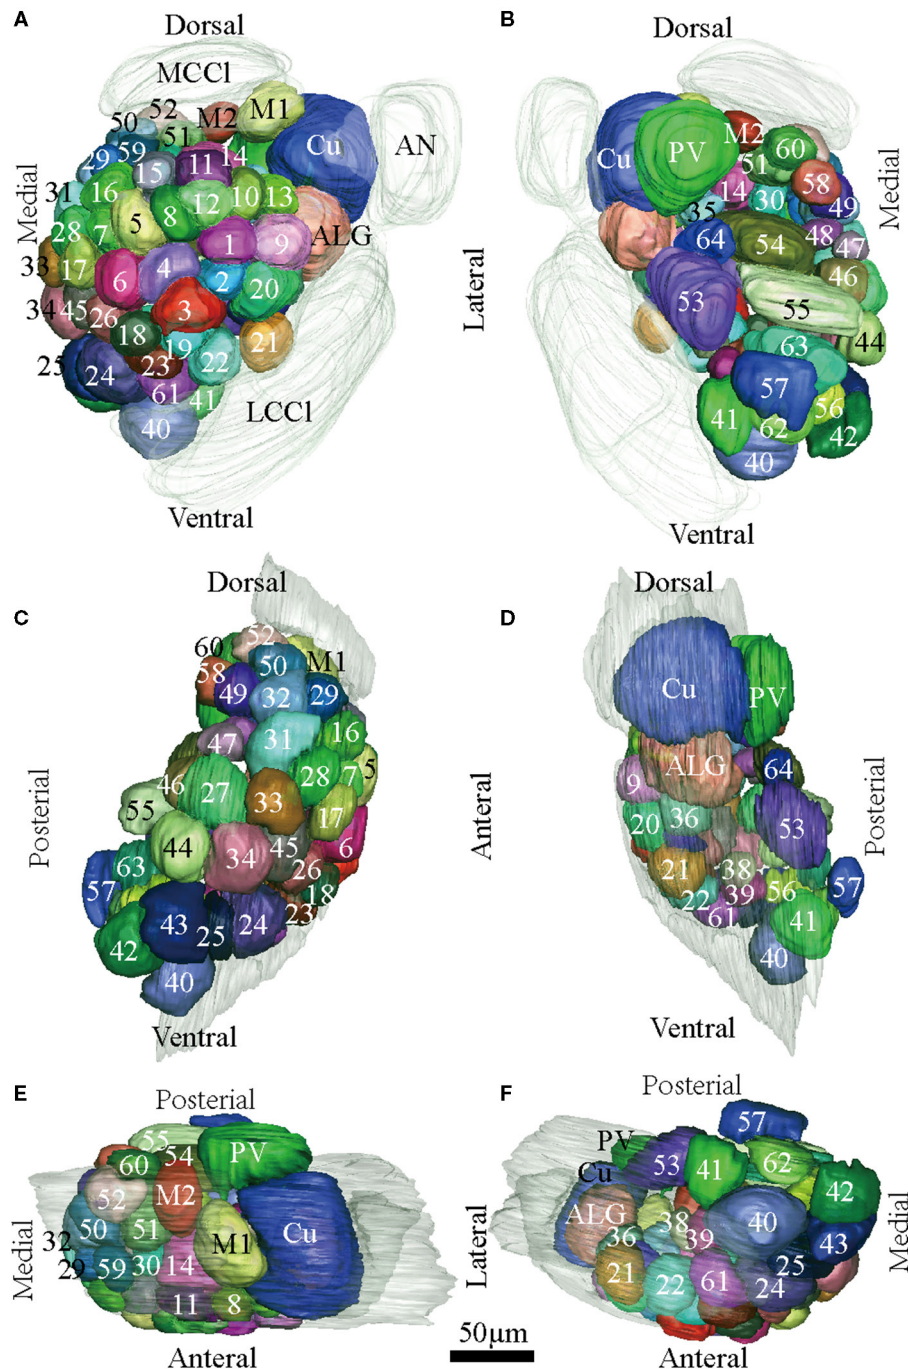 A
Dorsal
MCCl
52
M2
M1
50
51
59
14
Cu
AN
29
15
11
31
16
12
10
13
Medial
5
8
28
7
1
9
ALG
33
17
6
4
2
20
34
45
26
3
18
19
21
25
24
23
22
61
41
LCCl
40
Ventral
B
Dorsal
M2
Cu
PV
51
60
14
58
30
49
35
Medial
64
54
48
47
46
Lateral
53
55
44
63
57
41
56
62
42
40
Ventral
C
Dorsal
60
52
58
50
M1
49
32
29
47
31
16
46
28
7
5
27
33
55
17
Posterial
44
34
45
6
63
26
57
18
23
43
25
24
42
40
Ventral
D
Dorsal
Cu
PV
ALG
64
9
Anteral
20
36
53
Posterial
21
38
22
39
56
57
61
41
40
Ventral
E
Posterial
55
54
PV
60
52
M2
50
51
M1
Cu
32
Medial
29
59
30
14
11
8
Lateral
Anteral
50µm
F
Posterial
57
PV
53
41
62
Cu
42
ALG
38
40
36
39
43
Medial
21
22
61
25
24
Anteral